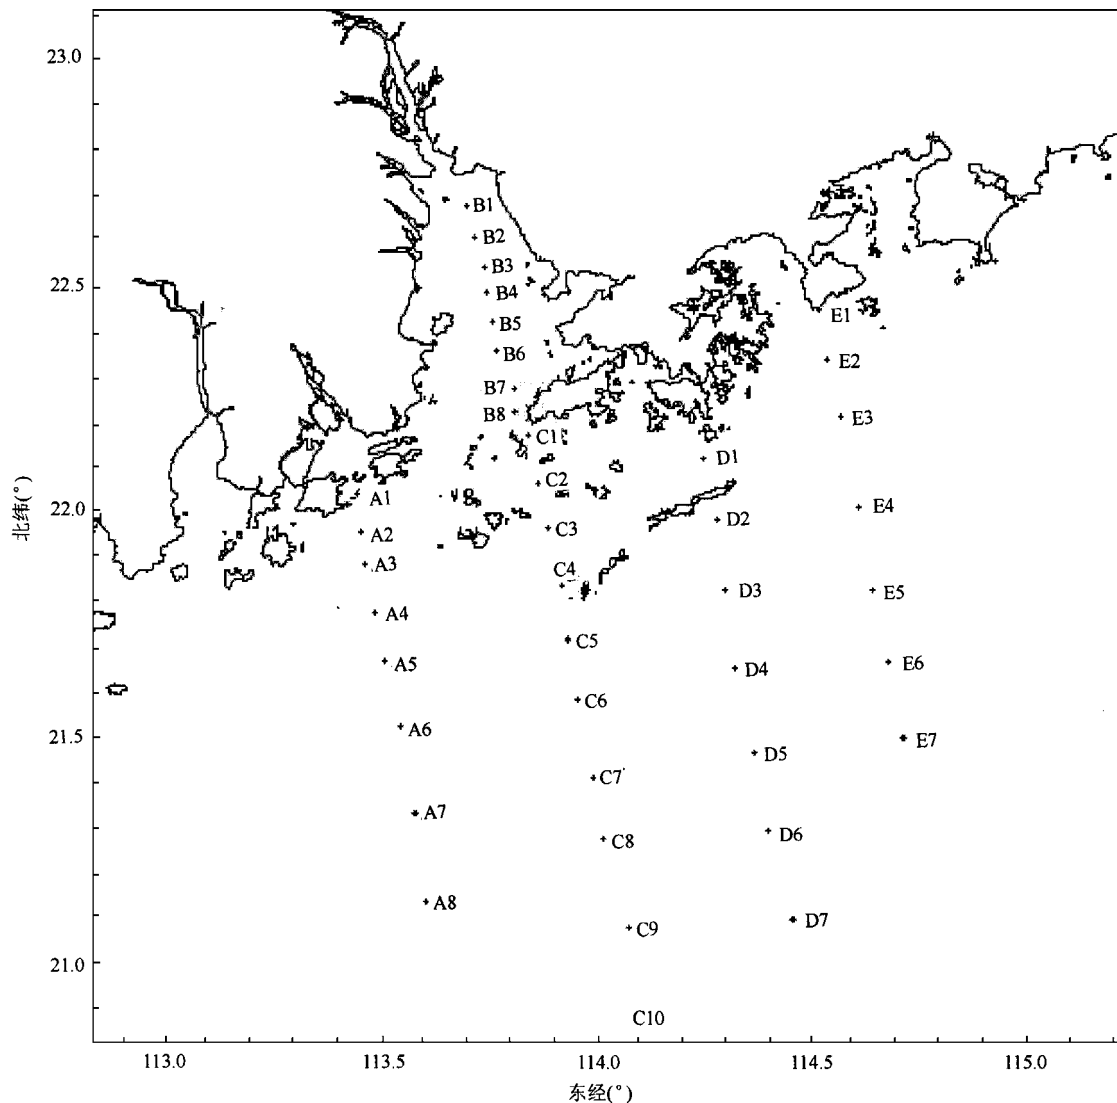 23.0
B1
B2
B3
22.5
B4
E1
B5
B6
E2
B7
B8
E3
C1
D1
C2
A1
22.0
E4
D2
C3
A2
A3
C4
D3
E5
A4
C5
A5
E6
D4
C6
A6
21.5
E7
D5
C7
A7
D6
C8
A8
D7
C9
21.0
C10
113.0
113.5
114.0
114.5
115.0
东经(°)
北纬(°)